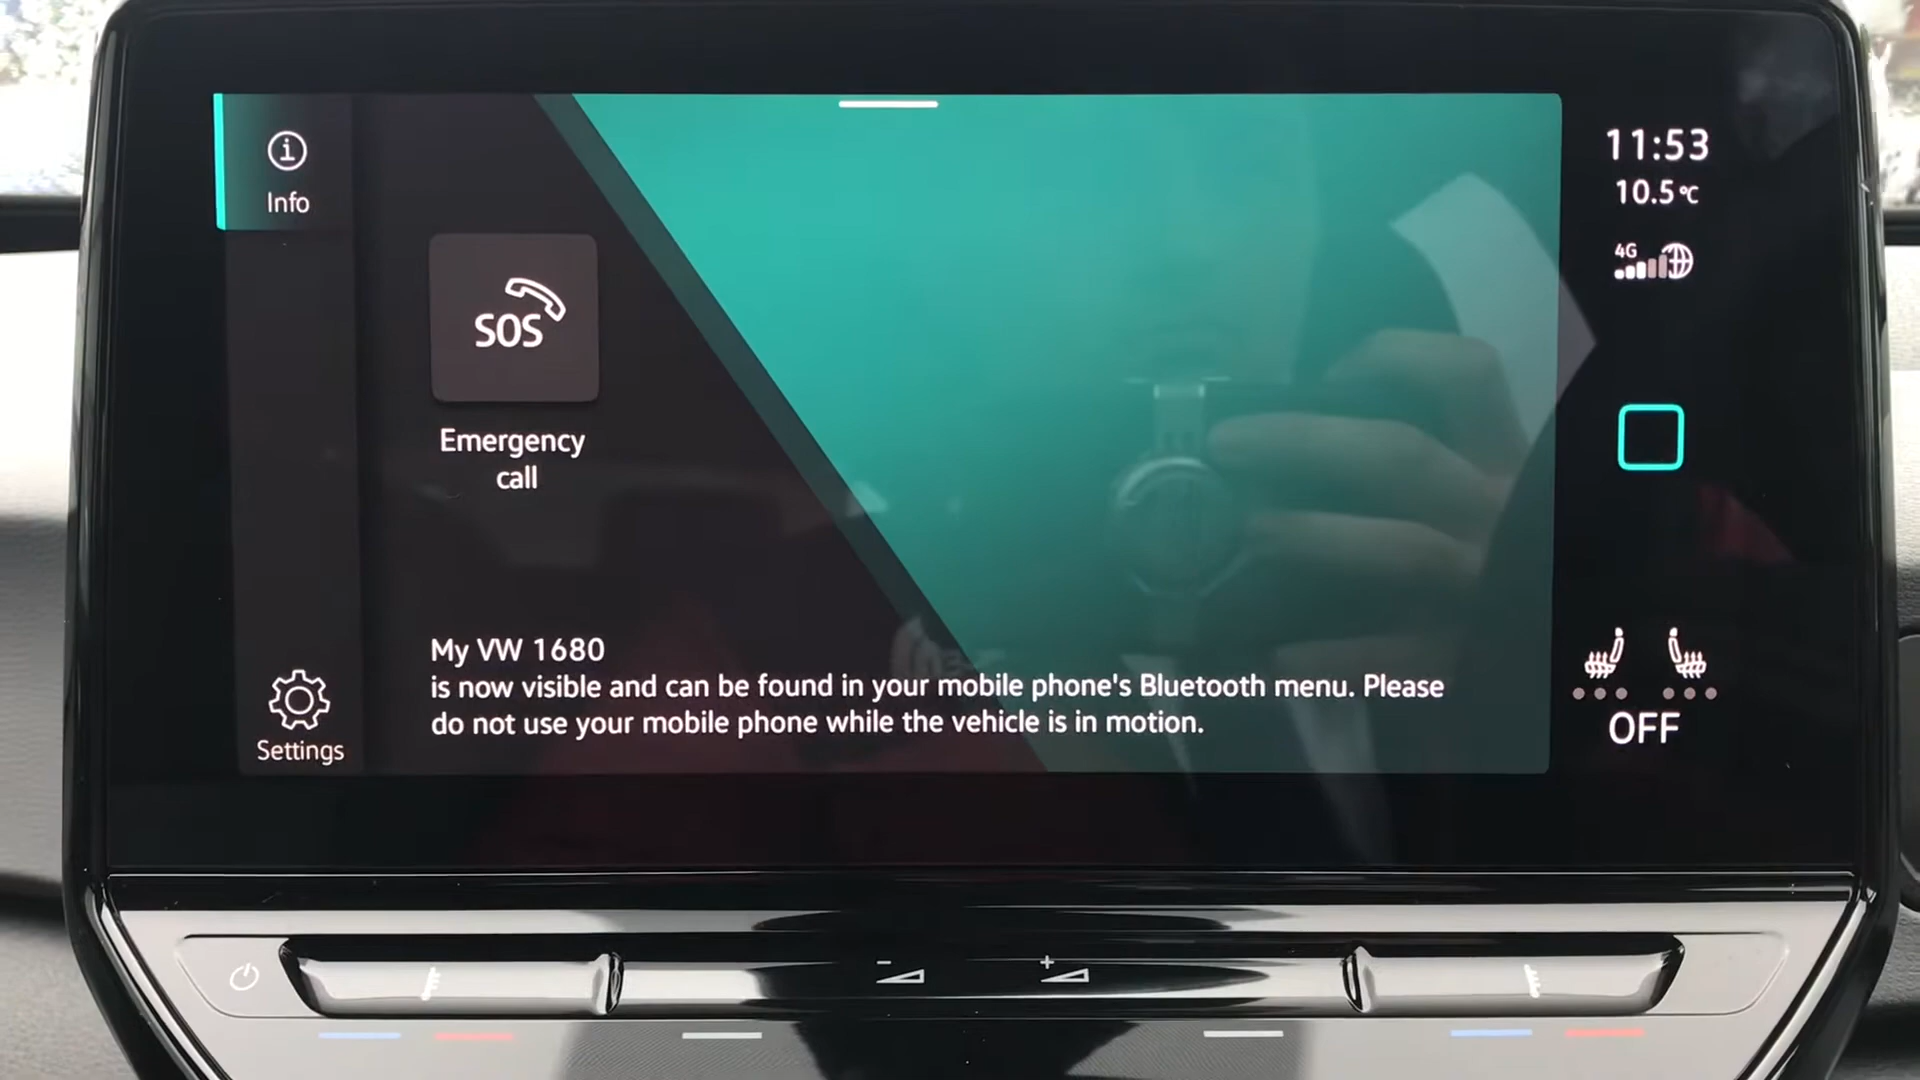 Info
SOS
Emergency
call
My VW 1680
is now visible and can be found in your mobile phone's Bluetooth menu. Please
do not use your mobile phone while the vehicle is in motion.
Settings
11:53
10.5°C
4G
OFF